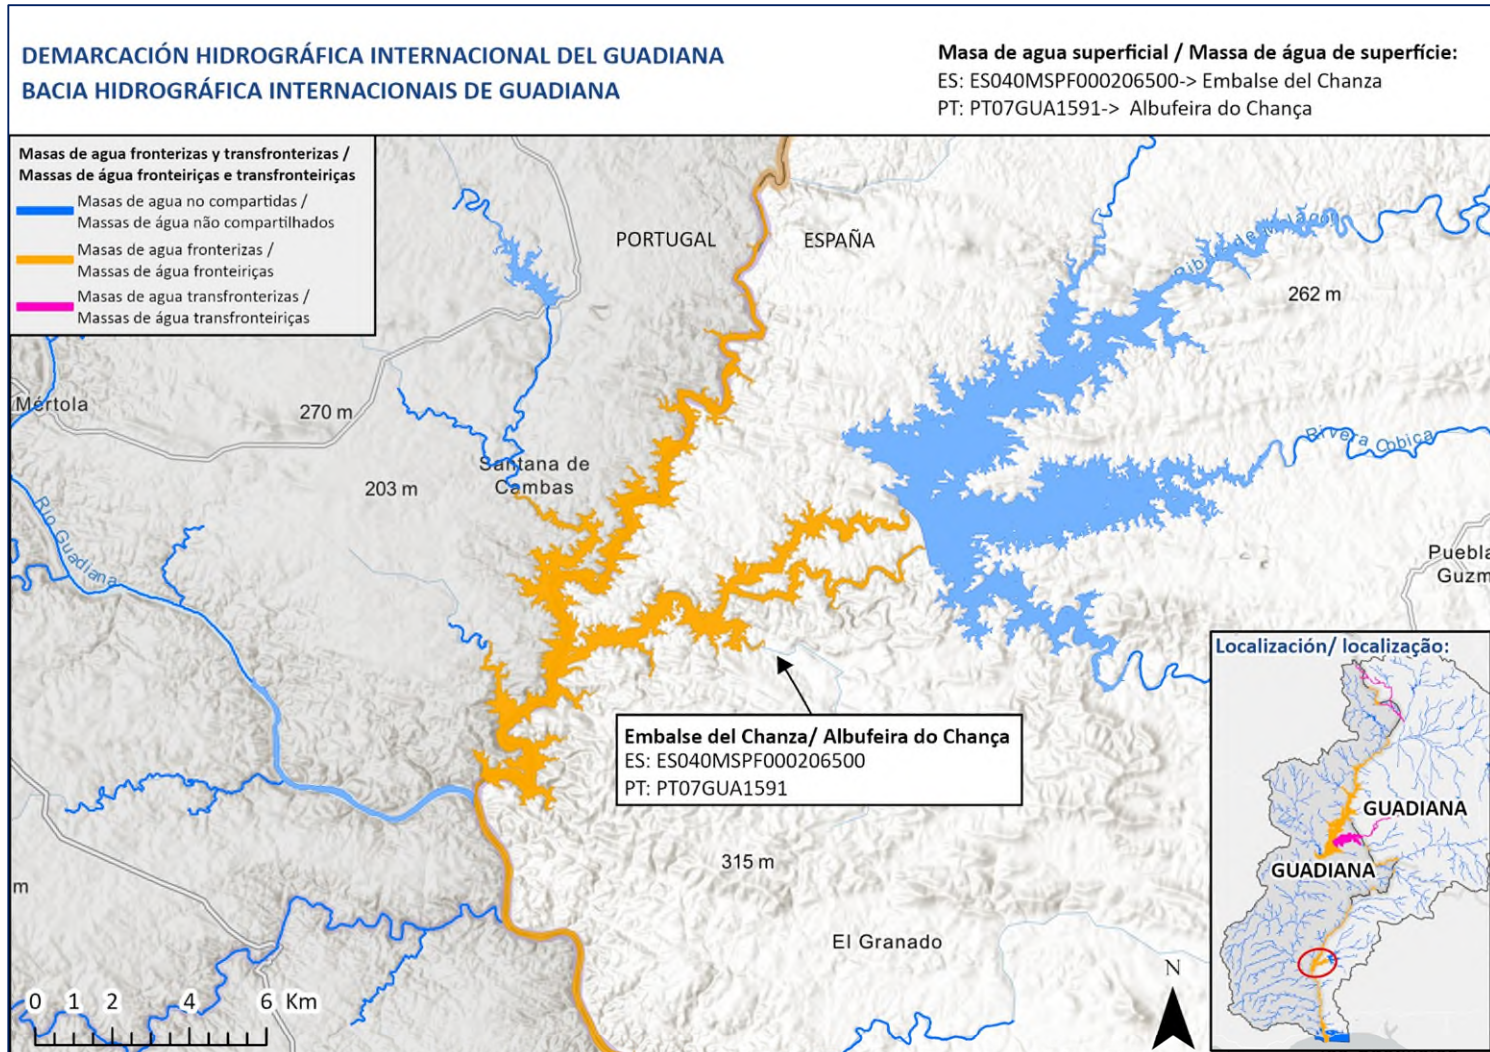 DEMARCACIÓN HIDROGRÁFICA INTERNACIONAL DEL GUADIANA
BACIA HIDROGRÁFICA INTERNACIONAIS DE GUADIANA
Masa de agua superficial / Massa de água de superfície:
ES: ES040MSPF000206500-> Embalse del Chanza
PT: PT07GUA1591-> Albufeira do Chança
Masas de agua fronterizas y transfronterizas /
Massas de água fronteiriças e transfronteiriças
Masas de agua no compartidas /
Massas de água não compartilhados
Masas de agua fronterizas /
Massas de água fronteiriças
Masas de agua transfronterizas /
Massas de água transfronteiriças
PORTUGAL
ESPAÑA
262 m
Mértola
270 m
Rivera Cobica
Santana de
Cambas
203 m
Rio Guadiana
Puebla
Guzm
Embalse del Chanza/ Albufeira do Chança
ES: ES040MSPF000206500
PT: PT07GUA1591
315 m
m
El Granado
0 1 2 4 6 Km
N
Localización/ localização:
GUADIANA
GUADIANA